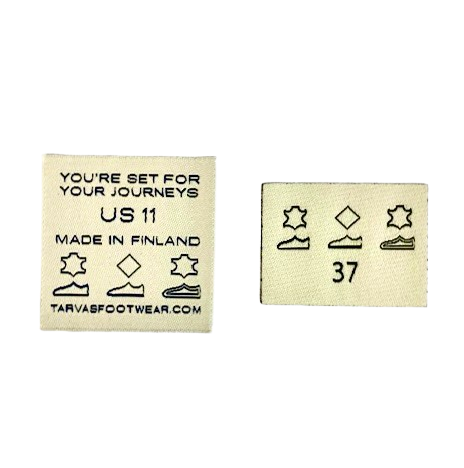 YOU'RE SET FOR
YOUR JOURNEYS
US 11
MADE IN FINLAND
TARVASFOOTWEAR.COM
37